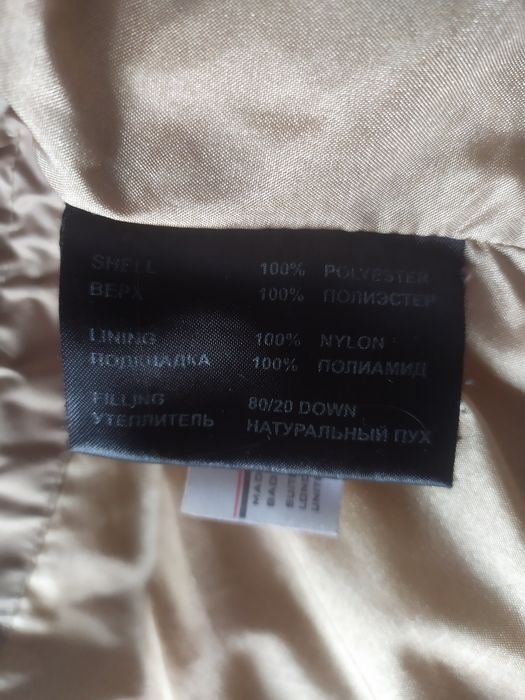 SHELL 100% POLYESTER
ВЕРХ 100% ПОЛИЭСТЕР
LINING 100% NYLON
ПОДКЛАДКА 100% ПОЛИАМИД
FILLING 80/20 DOWN
УТЕПЛИТЕЛЬ НАТУРАЛЬНЫЙ ПУХ